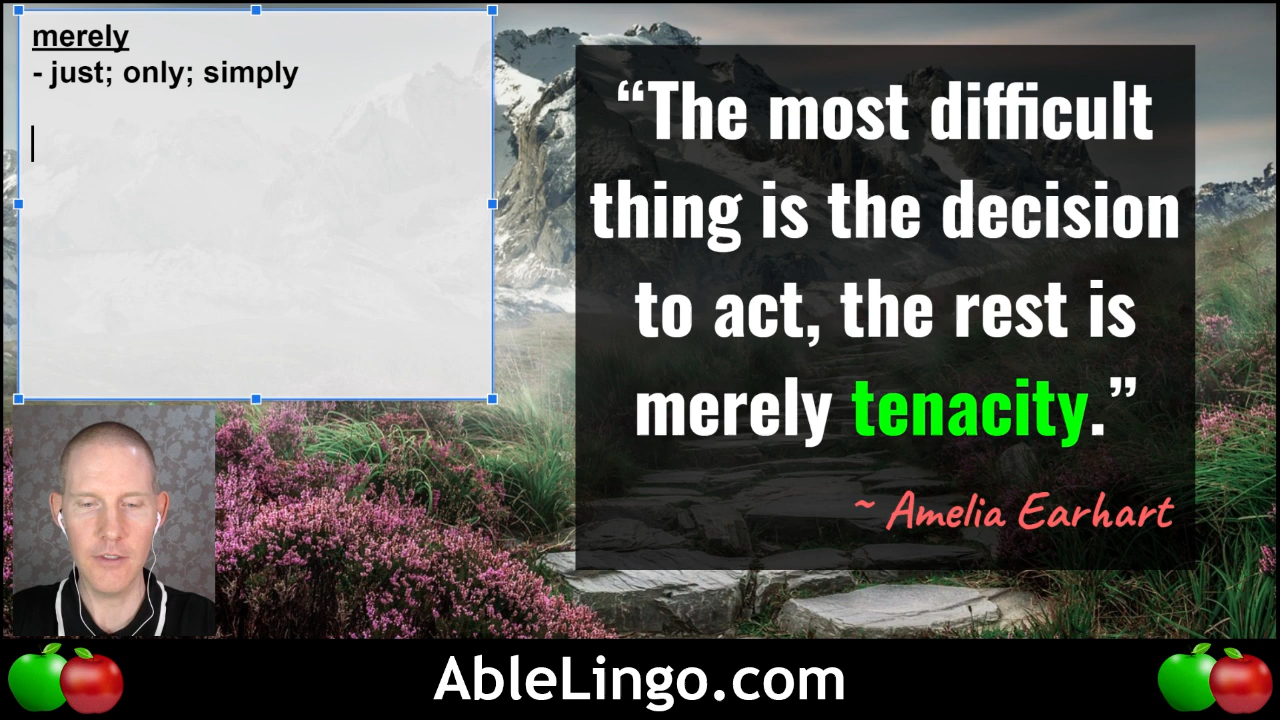 merely
- just; only; simply
“The most difficult
thing is the decision
to act, the rest is
merely tenacity.”
~ Amelia Earhart
AbleLingo.com